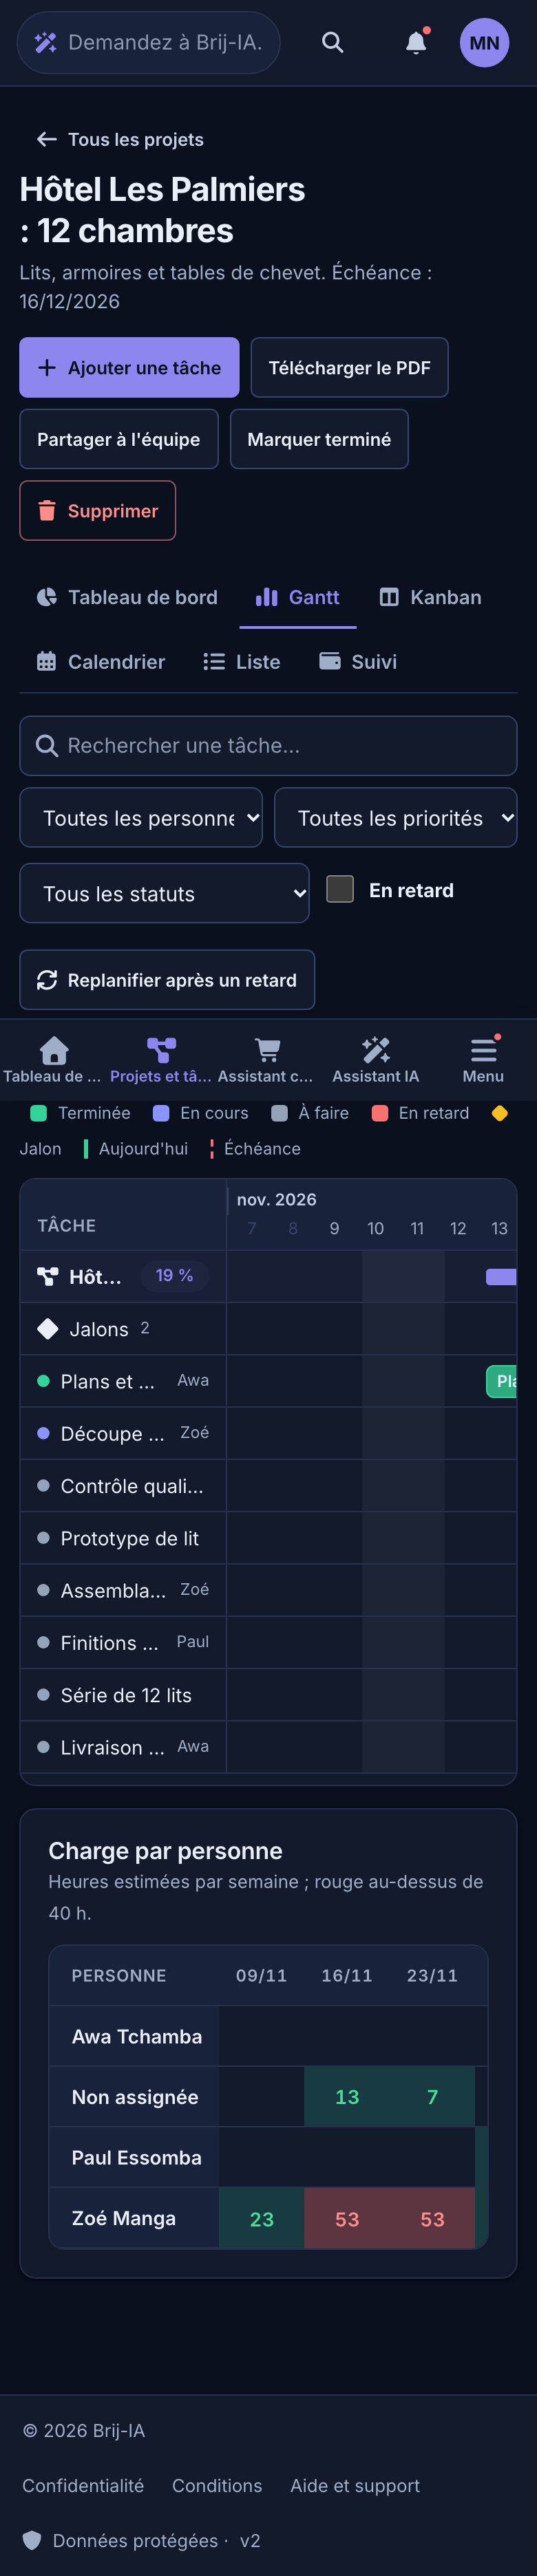 Demandez à Brij-IA.
MN
Tous les projets
Hôtel Les Palmiers
: 12 chambres
Lits, armoires et tables de chevet. Échéance :
16/12/2026
Ajouter une tâche
Télécharger le PDF
Partager à l'équipe
Marquer terminé
Supprimer
Tableau de bord
Gantt
Kanban
Calendrier
Liste
Suivi
Rechercher une tâche...
Toutes les personne
Toutes les priorités
Tous les statuts
En retard
Replanifier après un retard
Tableau de ...
Projets et tâ...
Assistant c...
Assistant IA
Menu
Terminée
En cours
À faire
En retard
Jalon
Aujourd'hui
Échéance
TÂCHE
nov. 2026
7 8 9 10 11 12 13
Hôt... 19 %
Jalons 2
Plans et ... Awa
Pla
Découpe ... Zoé
Contrôle quali...
Prototype de lit
Assembla... Zoé
Finitions ... Paul
Série de 12 lits
Livraison ... Awa
Charge par personne
Heures estimées par semaine ; rouge au-dessus de
40 h.
PERSONNE 09/11 16/11 23/11
Awa Tchamba
Non assignée 13 7
Paul Essomba
Zoé Manga 23 53 53
© 2026 Brij-IA
Confidentialité Conditions Aide et support
Données protégées · v2